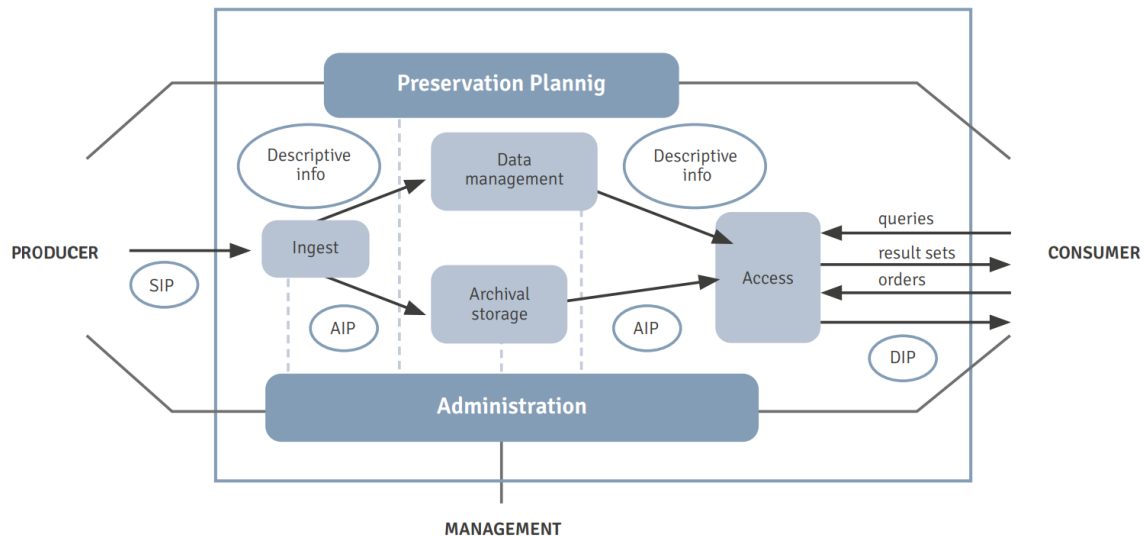 Preservation Plannig
Descriptive
info
Data
management
Descriptive
info
queries
PRODUCER
Ingest
result sets
CONSUMER
SIP
Access
orders
Archival
storage
AIP
AIP
DIP
Administration
MANAGEMENT